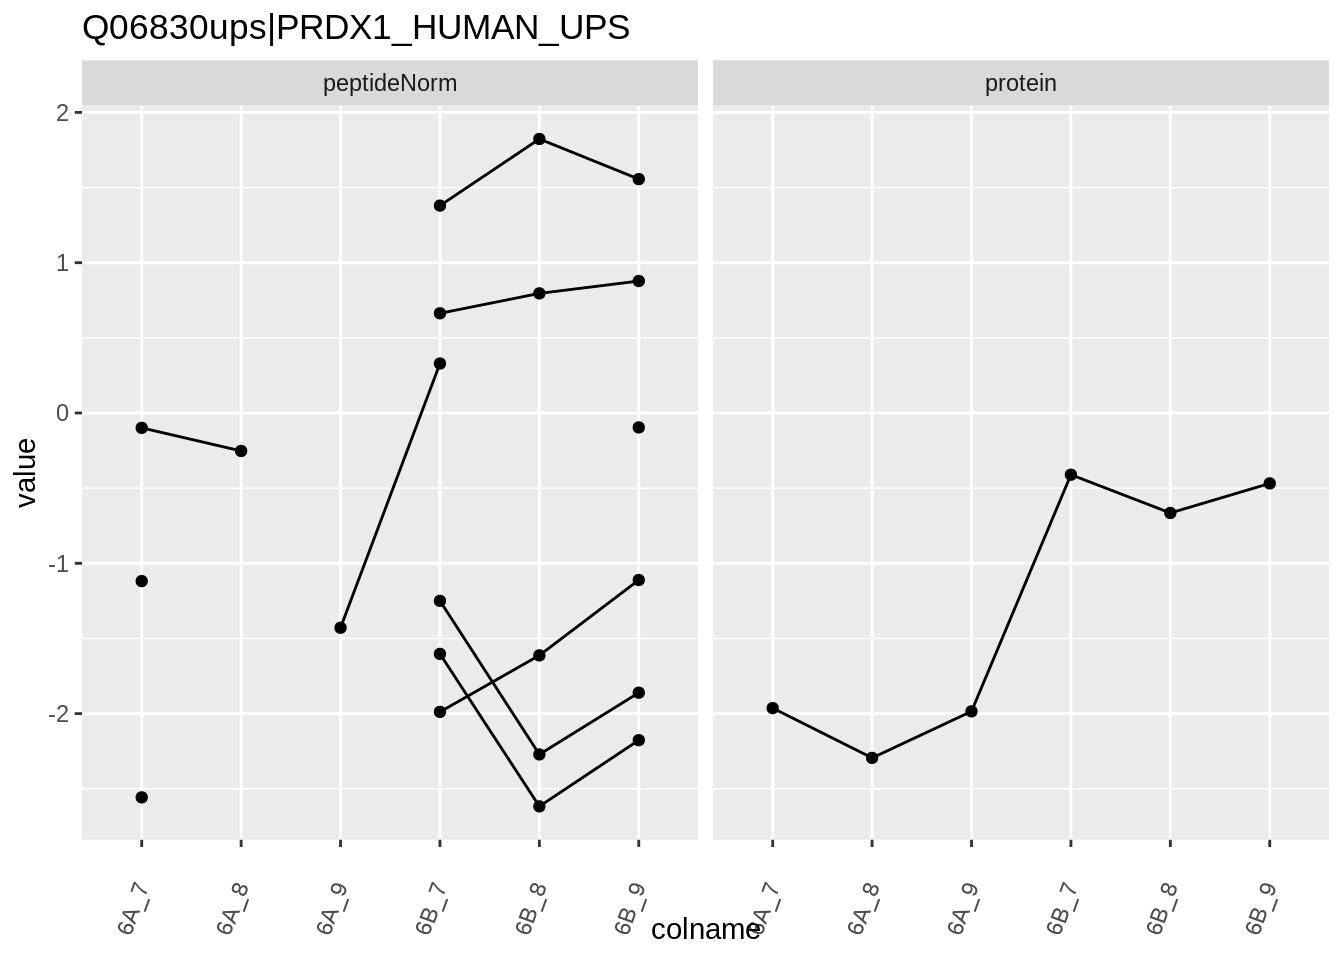 Q06830ups|PRDX1_HUMAN_UPS
peptideNorm
protein
2
1
0
-1
-2
value
6A_7
6A_8
6A_9
6B_7
6B_8
6B_9
6A_7
6A_8
6A_9
6B_7
6B_8
6B_9
colname